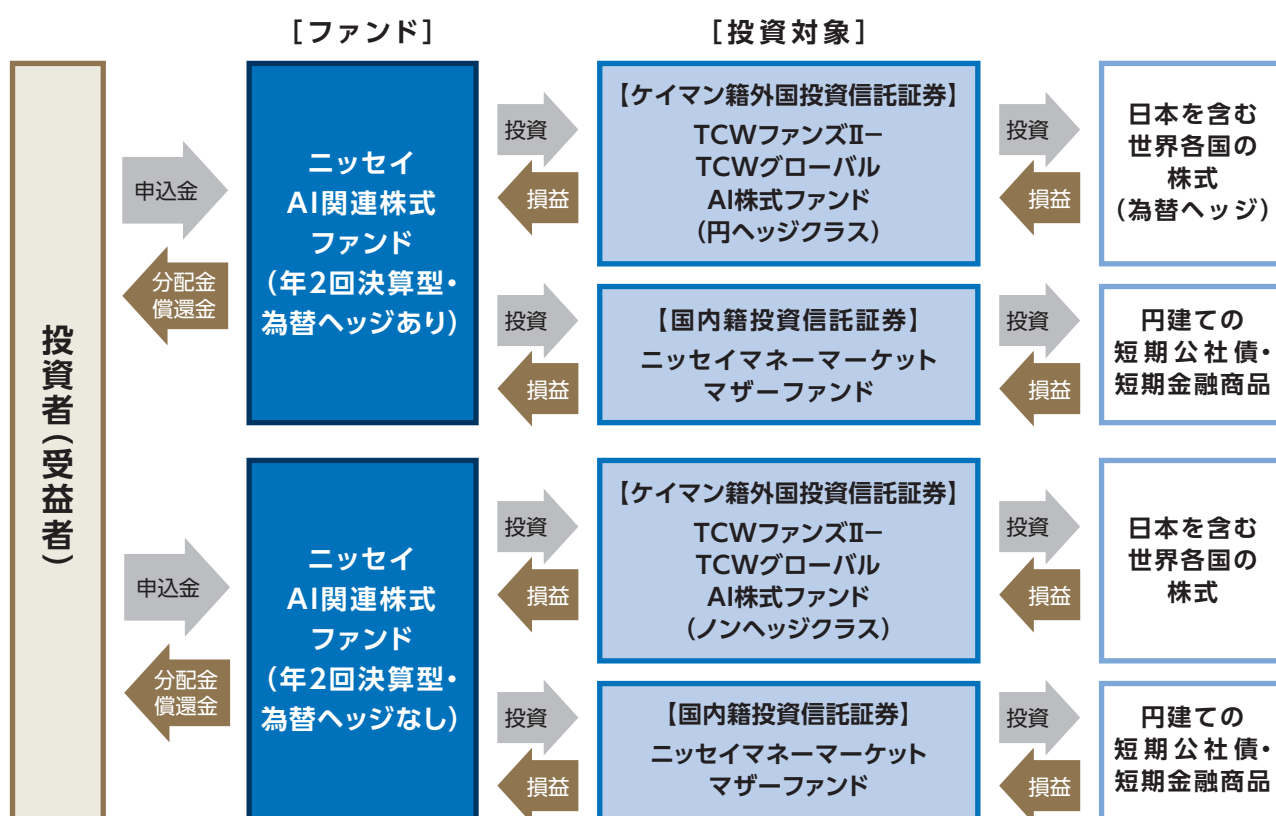 ［ファンド］
［投資対象］
投資者（受益者）
申込金
分配金
償還金
ニッセイ
AI関連株式
ファンド
（年2回決算型・
為替ヘッジあり）
投資
損益
【ケイマン籍外国投資信託証券】
TCWファンズⅡ－
TCWグローバル
AI株式ファンド
（円ヘッジクラス）
投資
損益
日本を含む
世界各国の
株式
（為替ヘッジ）
投資
損益
【国内籍投資信託証券】
ニッセイマネーマーケット
マザーファンド
投資
損益
円建ての
短期公社債・
短期金融商品
申込金
分配金
償還金
ニッセイ
AI関連株式
ファンド
（年2回決算型・
為替ヘッジなし）
投資
損益
【ケイマン籍外国投資信託証券】
TCWファンズⅡ－
TCWグローバル
AI株式ファンド
（ノンヘッジクラス）
投資
損益
日本を含む
世界各国の
株式
投資
損益
【国内籍投資信託証券】
ニッセイマネーマーケット
マザーファンド
投資
損益
円建ての
短期公社債・
短期金融商品